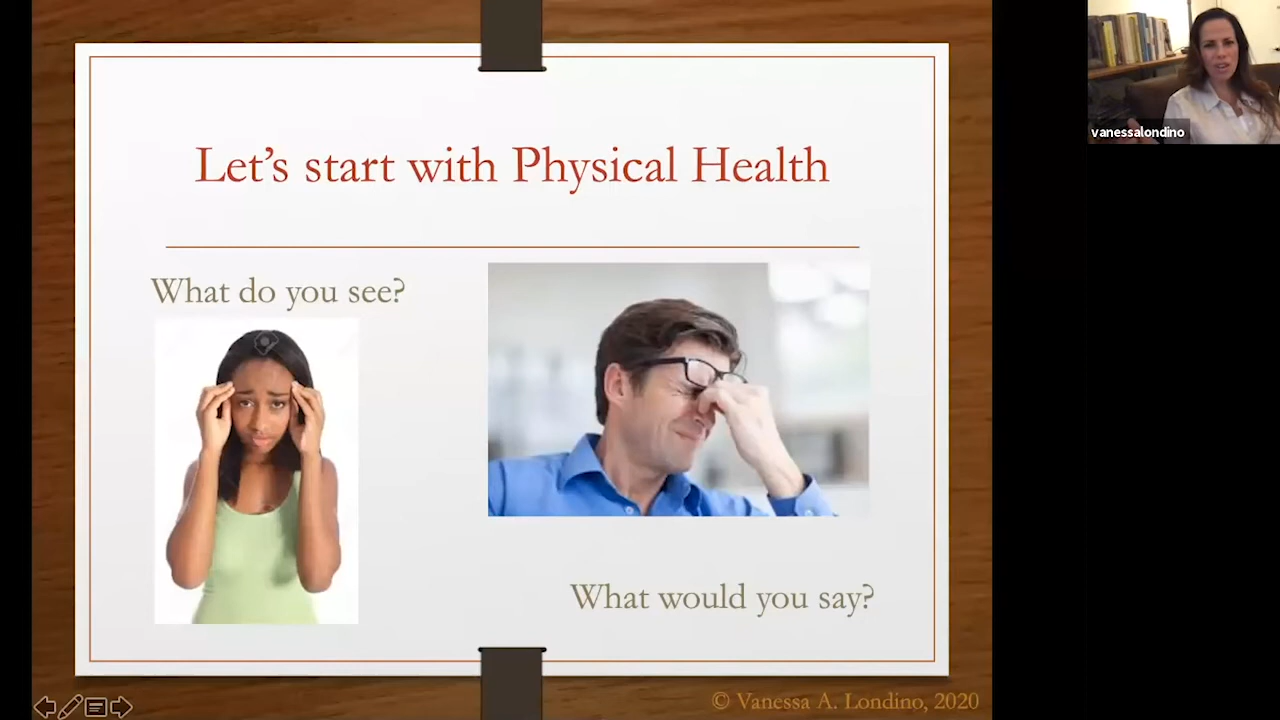 Let's start with Physical Health
What do you see?
What would you say?
© Vanessa A. Londino, 2020
vanessalondino